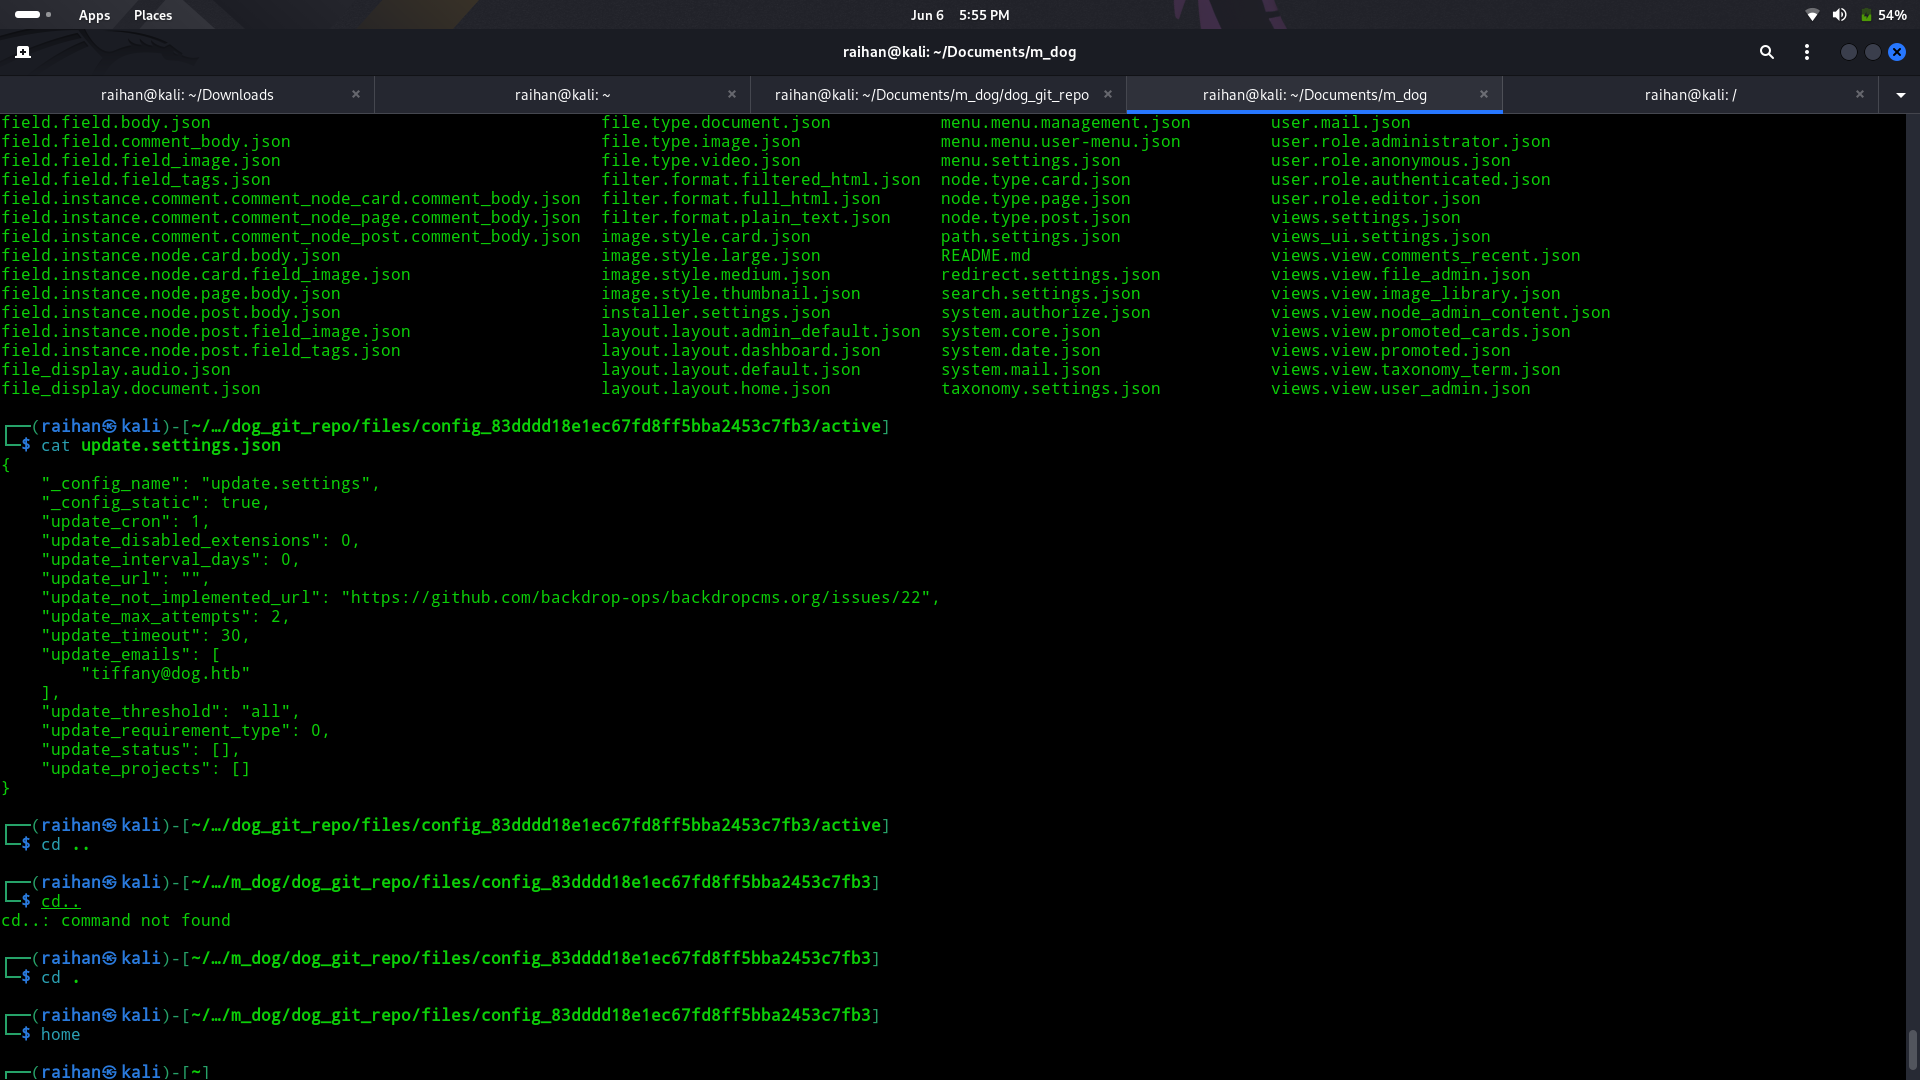 Apps Places Jun 6 5:55 PM 54%
raihan@kali: ~/Documents/m_dog
raihan@kali: ~/Downloads raihan@kali: ~ raihan@kali: ~/Documents/m_dog/dog_git_repo raihan@kali: ~/Documents/m_dog raihan@kali: /
field.field.body.json file.type.document.json menu.menu.management.json user.mail.json
field.field.comment_body.json file.type.image.json menu.menu.user-menu.json user.role.administrator.json
field.field.field_image.json file.type.video.json menu.settings.json user.role.anonymous.json
field.field.field_tags.json filter.format.filtered_html.json node.type.card.json user.role.authenticated.json
field.instance.comment.comment_node_card.comment_body.json filter.format.full_html.json node.type.page.json user.role.editor.json
field.instance.comment.comment_node_page.comment_body.json filter.format.plain_text.json node.type.post.json views.settings.json
field.instance.comment.comment_node_post.comment_body.json image.style.card.json path.settings.json views_ui.settings.json
field.instance.node.card.body.json image.style.large.json README.md views.view.comments_recent.json
field.instance.node.card.field_image.json image.style.medium.json redirect.settings.json views.view.file_admin.json
field.instance.node.page.body.json image.style.thumbnail.json search.settings.json views.view.image_library.json
field.instance.node.post.body.json installer.settings.json system.authorize.json views.view.node_admin_content.json
field.instance.node.post.field_image.json layout.layout.admin_default.json system.core.json views.view.promoted_cards.json
field.instance.node.post.field_tags.json layout.layout.dashboard.json system.date.json views.view.promoted.json
file_display.audio.json layout.layout.default.json system.mail.json views.view.taxonomy_term.json
file_display.document.json layout.layout.home.json taxonomy.settings.json views.view.user_admin.json
┌──(raihan㉿kali)-[~/…/dog_git_repo/files/config_83dddd18e1ec67fd8ff5bba2453c7fb3/active]
└─$ cat update.settings.json
{
    "_config_name": "update.settings",
    "_config_static": true,
    "update_cron": 1,
    "update_disabled_extensions": 0,
    "update_interval_days": 0,
    "update_url": "",
    "update_not_implemented_url": "https://github.com/backdrop-ops/backdropcms.org/issues/22",
    "update_max_attempts": 2,
    "update_timeout": 30,
    "update_emails": [
        "tiffany@dog.htb"
    ],
    "update_threshold": "all",
    "update_requirement_type": 0,
    "update_status": [],
    "update_projects": []
}
┌──(raihan㉿kali)-[~/…/dog_git_repo/files/config_83dddd18e1ec67fd8ff5bba2453c7fb3/active]
└─$ cd ..
┌──(raihan㉿kali)-[~/…/m_dog/dog_git_repo/files/config_83dddd18e1ec67fd8ff5bba2453c7fb3]
└─$ cd..
cd..: command not found
┌──(raihan㉿kali)-[~/…/m_dog/dog_git_repo/files/config_83dddd18e1ec67fd8ff5bba2453c7fb3]
└─$ cd .
┌──(raihan㉿kali)-[~/…/m_dog/dog_git_repo/files/config_83dddd18e1ec67fd8ff5bba2453c7fb3]
└─$ home
┌──(raihan㉿kali)-[~]